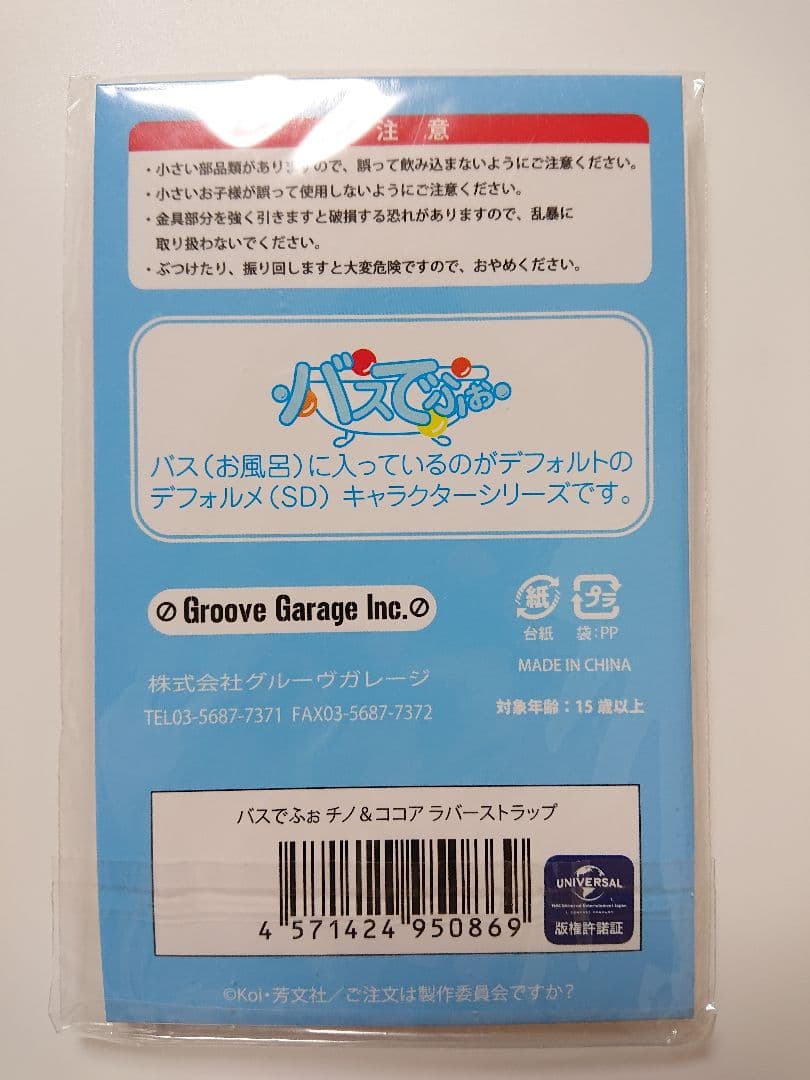 注 意
・小さい部品類がありますので、誤って飲み込まないようにご注意ください。
・小さいお子様が誤って使用しないようにご注意ください。
・金具部分を強く引きますと破損する恐れがありますので、乱暴に
取り扱わないでください。
・ぶつけたり、振り回しますと大変危険ですので、おやめください。
バスでふぉ
バス(お風呂)に入っているのがデフォルトの
デフォルメ(SD) キャラクターシリーズです。
Groove Garage Inc.
紙 プラ
台紙 袋:PP
MADE IN CHINA
株式会社グルーヴガレージ
TEL03-5687-7371 FAX03-5687-7372
対象年齢:15歳以上
バスでふぉ チノ&ココア ラバーストラップ
4 571424 950869
UNIVERSAL
版権許諾証
©Koi・芳文社/ご注文は製作委員会ですか?